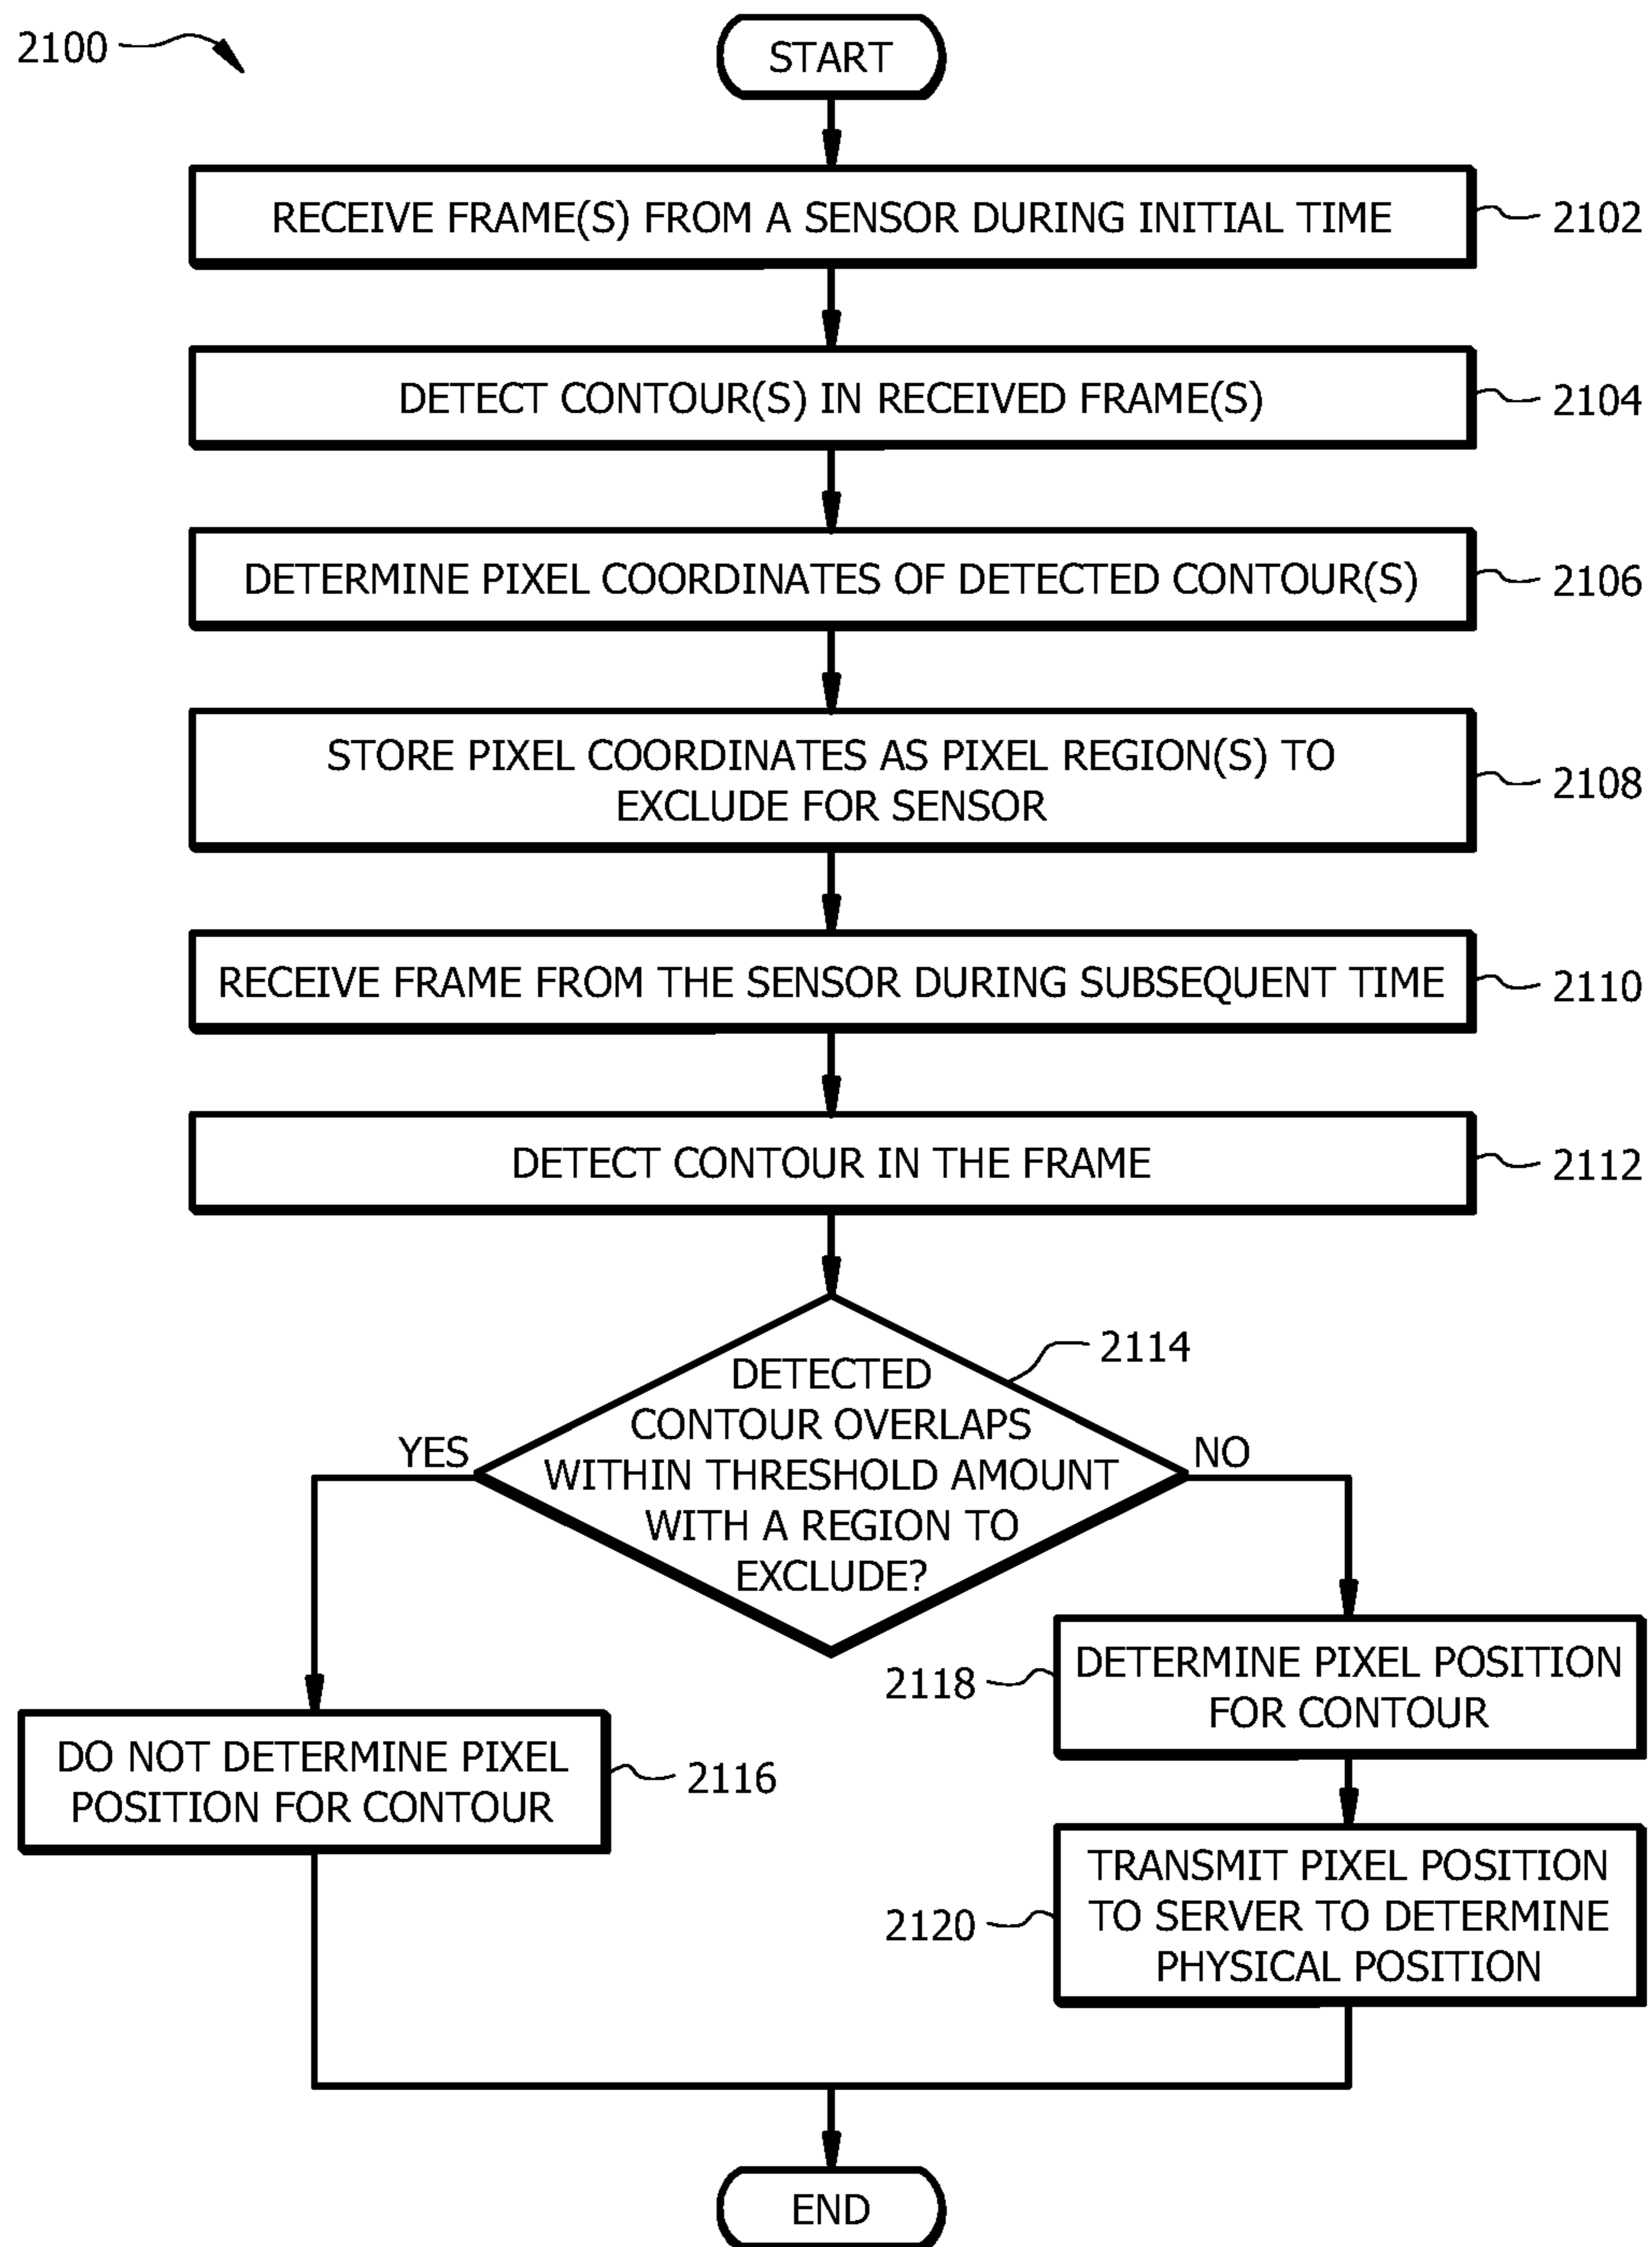 2100
START
RECEIVE FRAME(S) FROM A SENSOR DURING INITIAL TIME
2102
DETECT CONTOUR(S) IN RECEIVED FRAME(S)
2104
DETERMINE PIXEL COORDINATES OF DETECTED CONTOUR(S)
2106
STORE PIXEL COORDINATES AS PIXEL REGION(S) TO
EXCLUDE FOR SENSOR
2108
RECEIVE FRAME FROM THE SENSOR DURING SUBSEQUENT TIME
2110
DETECT CONTOUR IN THE FRAME
2112
DETECTED
CONTOUR OVERLAPS
WITHIN THRESHOLD AMOUNT
WITH A REGION TO
EXCLUDE?
2114
YES
NO
DO NOT DETERMINE PIXEL
POSITION FOR CONTOUR
2116
DETERMINE PIXEL POSITION
FOR CONTOUR
2118
TRANSMIT PIXEL POSITION
TO SERVER TO DETERMINE
PHYSICAL POSITION
2120
END